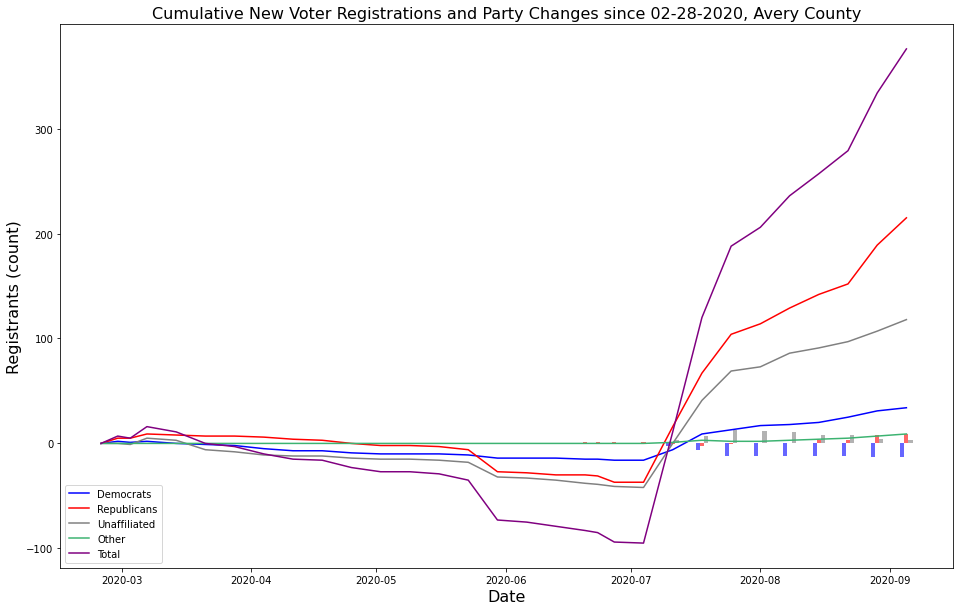 Cumulative New Voter Registrations and Party Changes since 02-28-2020, Avery County
Registrants (count)
300
200
100
0
−100
Democrats
Republicans
Unaffiliated
Other
Total
2020-03 2020-04 2020-05 2020-06 2020-07 2020-08 2020-09
Date